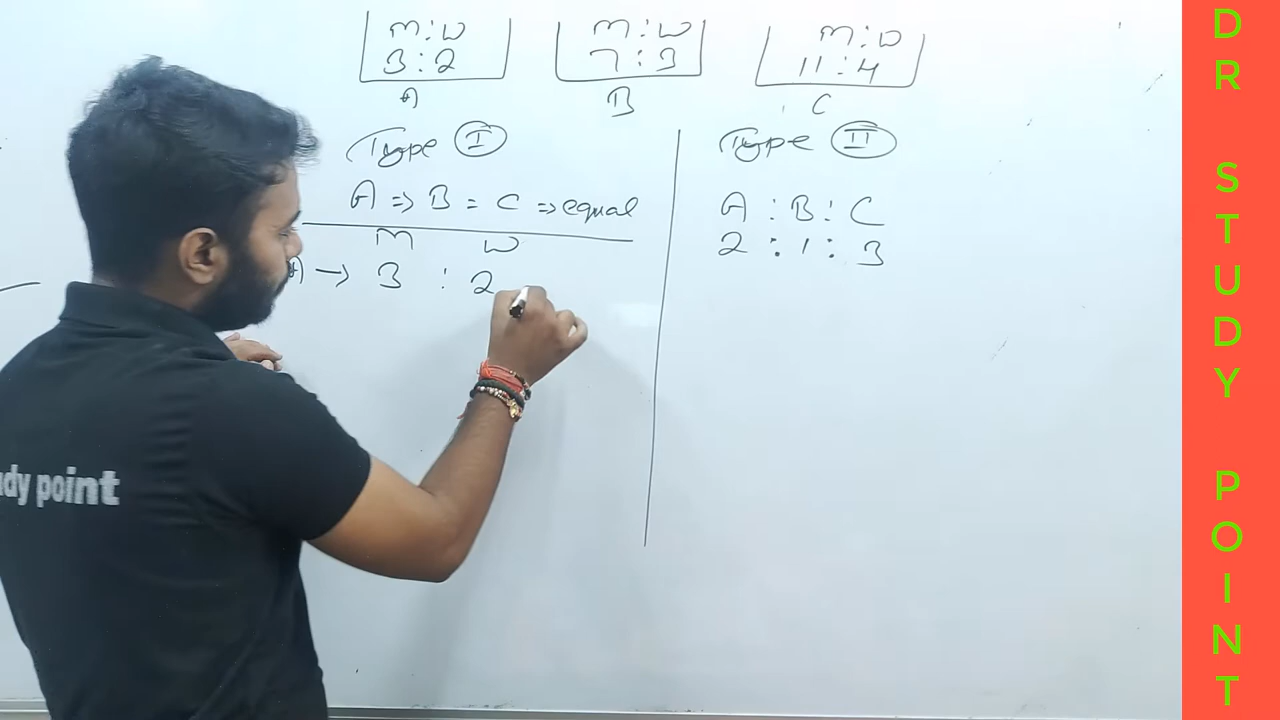 M : W
3 : 2
A
M : W
7 : 3
B
M : W
11 : 4
C
Type I
A => B = C => equal
M W
A → 3 : 2
Type II
A : B : C
2 : 1 : 3
dy point
DR STUDY POINT